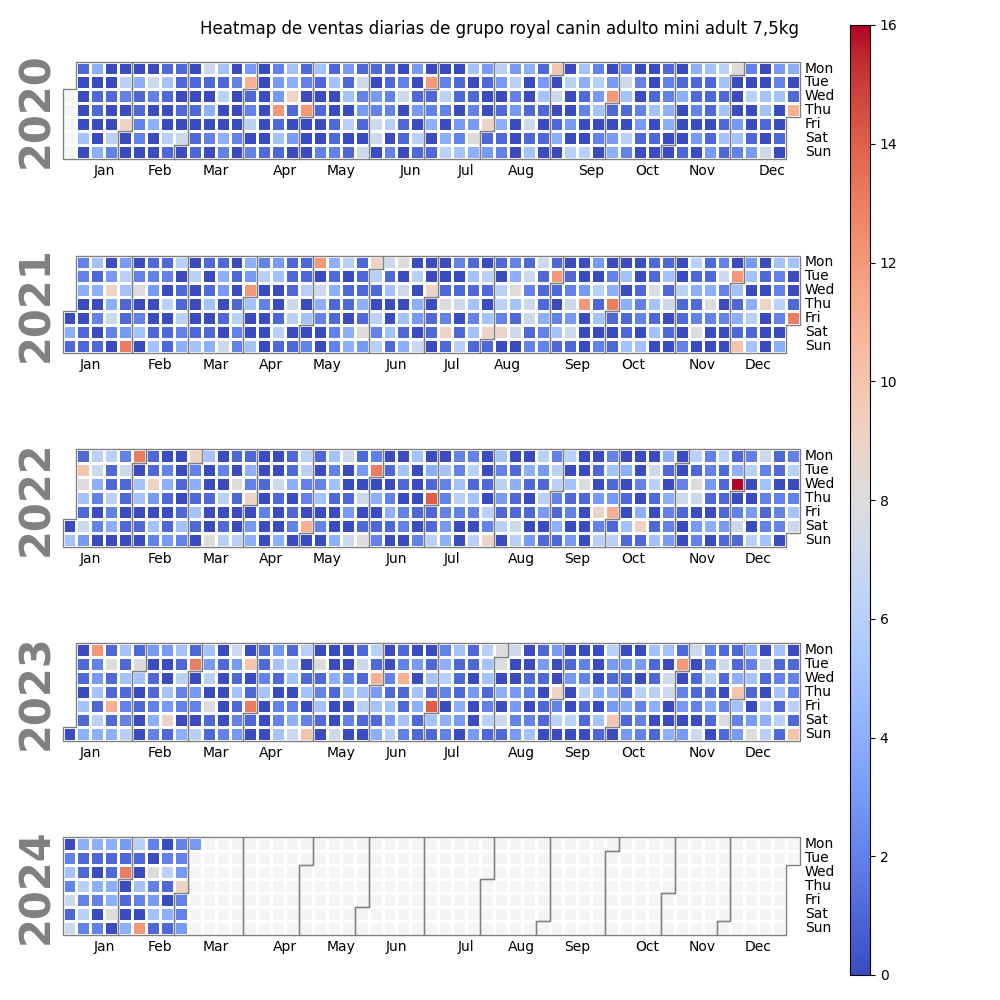 Heatmap de ventas diarias de grupo royal canin adulto mini adult 7,5kg
2020
Mon
Tue
Wed
Thu
Fri
Sat
Sun
Jan Feb Mar Apr May Jun Jul Aug Sep Oct Nov Dec
2021
Mon
Tue
Wed
Thu
Fri
Sat
Sun
Jan Feb Mar Apr May Jun Jul Aug Sep Oct Nov Dec
2022
Mon
Tue
Wed
Thu
Fri
Sat
Sun
Jan Feb Mar Apr May Jun Jul Aug Sep Oct Nov Dec
2023
Mon
Tue
Wed
Thu
Fri
Sat
Sun
Jan Feb Mar Apr May Jun Jul Aug Sep Oct Nov Dec
2024
Mon
Tue
Wed
Thu
Fri
Sat
Sun
Jan Feb Mar Apr May Jun Jul Aug Sep Oct Nov Dec
16
14
12
10
8
6
4
2
0